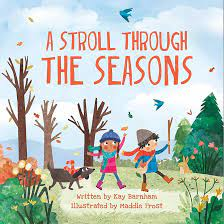 A STROLL THROUGH
THE SEASONS
Written by Kay Barnham
Illustrated by Maddie Frost